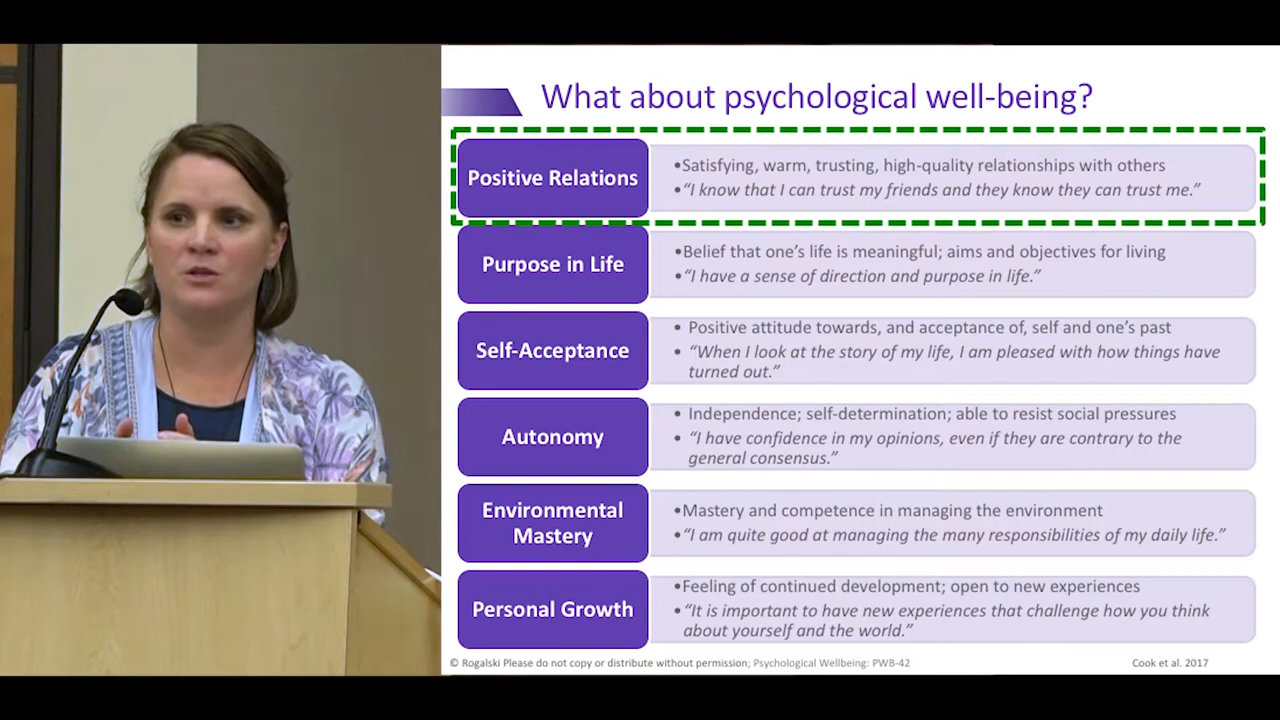 What about psychological well-being?
Positive Relations
•Satisfying, warm, trusting, high-quality relationships with others
•“I know that I can trust my friends and they know they can trust me.”
Purpose in Life
•Belief that one’s life is meaningful; aims and objectives for living
•“I have a sense of direction and purpose in life.”
Self-Acceptance
• Positive attitude towards, and acceptance of, self and one’s past
• “When I look at the story of my life, I am pleased with how things have
turned out.”
Autonomy
• Independence; self-determination; able to resist social pressures
• “I have confidence in my opinions, even if they are contrary to the
general consensus.”
Environmental
Mastery
•Mastery and competence in managing the environment
•“I am quite good at managing the many responsibilities of my daily life.”
Personal Growth
•Feeling of continued development; open to new experiences
•“It is important to have new experiences that challenge how you think
about yourself and the world.”
© Rogalski Please do not copy or distribute without permission; Psychological Wellbeing: PWB-42
Cook et al. 2017